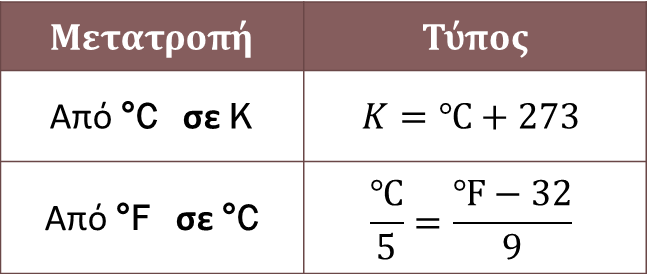 Μετατροπή Τύπος
Από °C σε K K = °C + 273
Από °F σε °C °C/5 = (°F − 32)/9